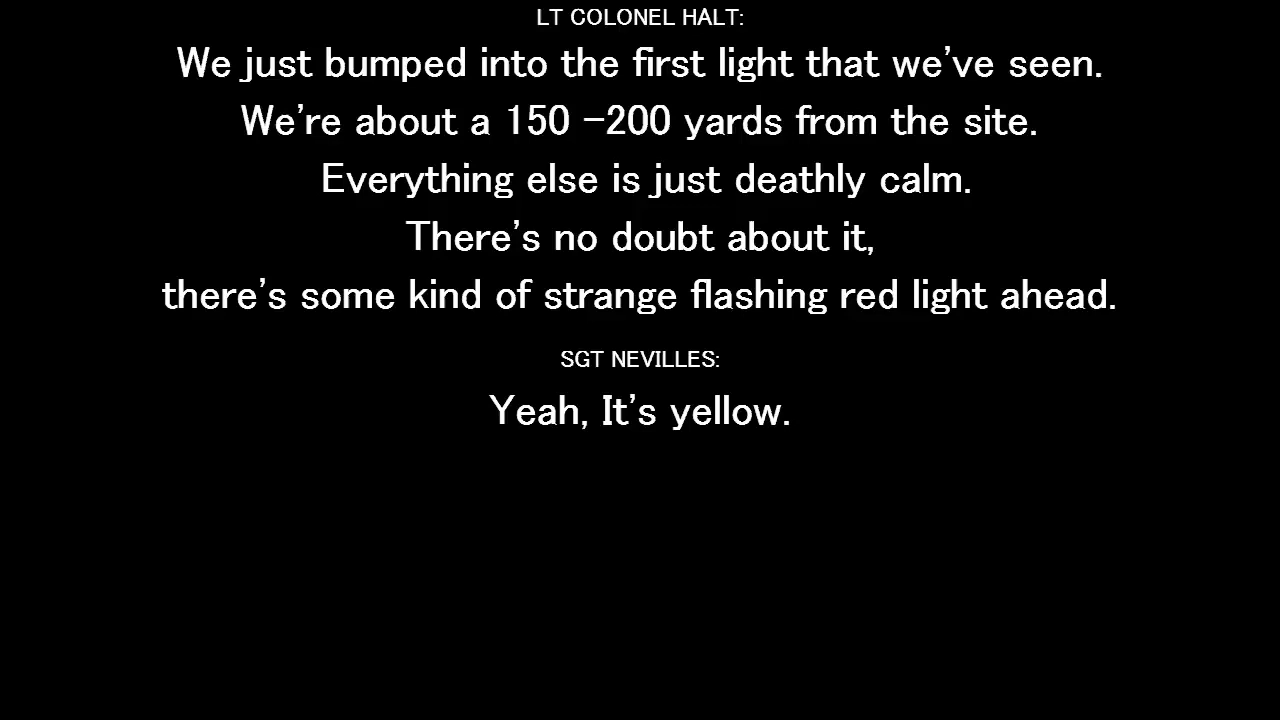 LT COLONEL HALT:
We just bumped into the first light that we've seen.
We're about a 150 -200 yards from the site.
Everything else is just deathly calm.
There's no doubt about it,
there's some kind of strange flashing red light ahead.
SGT NEVILLES:
Yeah, It's yellow.